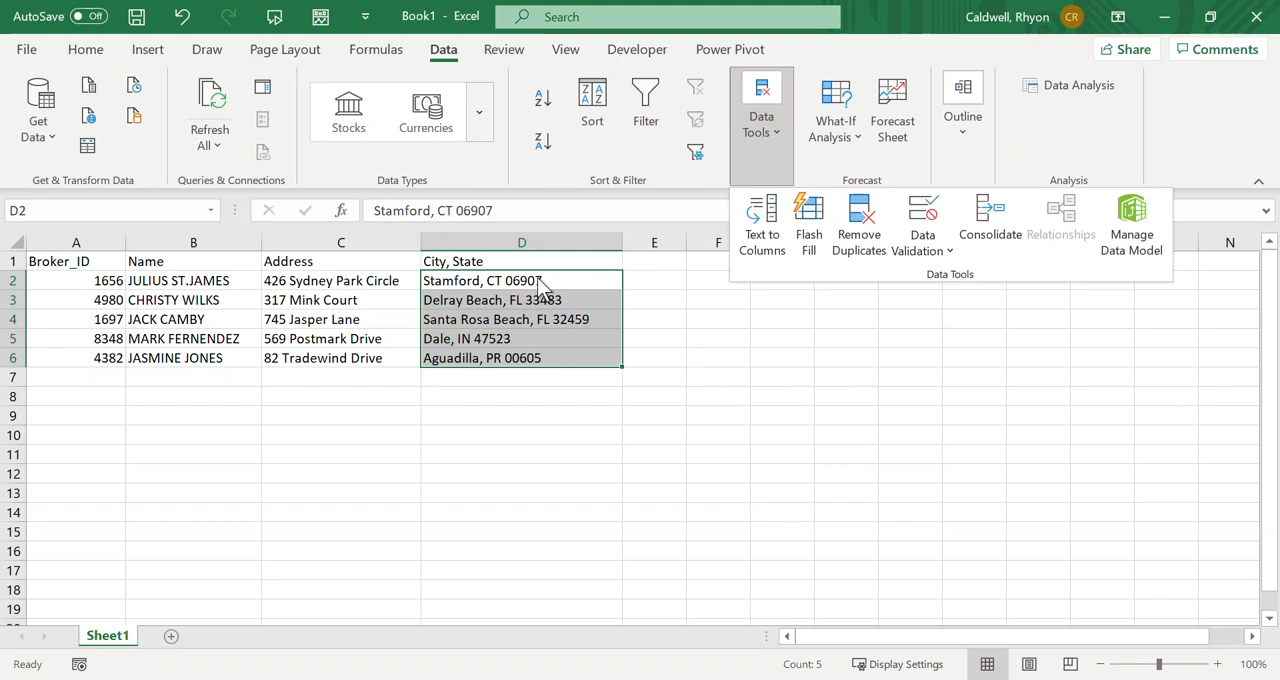 AutoSave Off Book1 - Excel Search Caldwell, Rhyon CR
File Home Insert Draw Page Layout Formulas Data Review View Developer Power Pivot Share Comments
Get Data
Refresh All
Stocks
Currencies
Sort
Filter
Data Tools
What-If Analysis
Forecast Sheet
Outline
Data Analysis
Get & Transform Data Queries & Connections Data Types Sort & Filter Forecast Analysis
D2 fx Stamford, CT 06907
Text to Columns
Flash Fill
Remove Duplicates
Data Validation
Consolidate
Relationships
Manage Data Model
Data Tools
A B C D E F N
1 Broker_ID Name Address City, State
2 1656 JULIUS ST.JAMES 426 Sydney Park Circle Stamford, CT 06907
3 4980 CHRISTY WILKS 317 Mink Court Delray Beach, FL 33483
4 1697 JACK CAMBY 745 Jasper Lane Santa Rosa Beach, FL 32459
5 8348 MARK FERNENDEZ 569 Postmark Drive Dale, IN 47523
6 4382 JASMINE JONES 82 Tradewind Drive Aguadilla, PR 00605
7
8
9
10
11
12
13
14
15
16
17
18
19
Sheet1
Ready Count: 5 Display Settings 100%